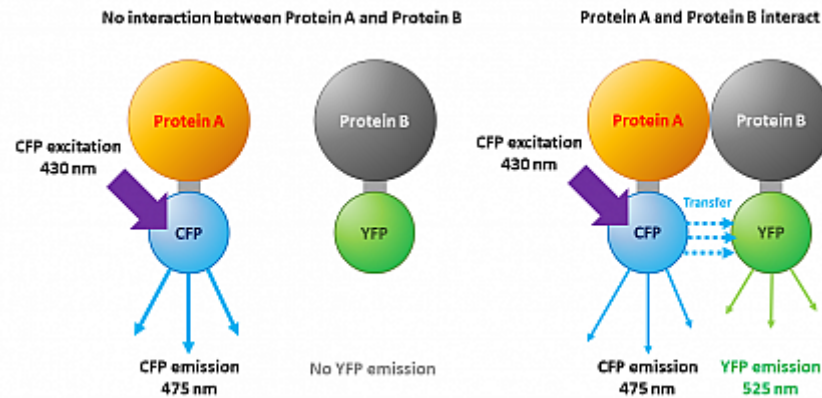 No interaction between Protein A and Protein B
Protein A
Protein B
CFP excitation
430 nm
CFP
YFP
CFP emission
475 nm
No YFP emission
Protein A and Protein B interact
Protein A
Protein B
CFP excitation
430 nm
Transfer
CFP
YFP
CFP emission
475 nm
YFP emission
525 nm